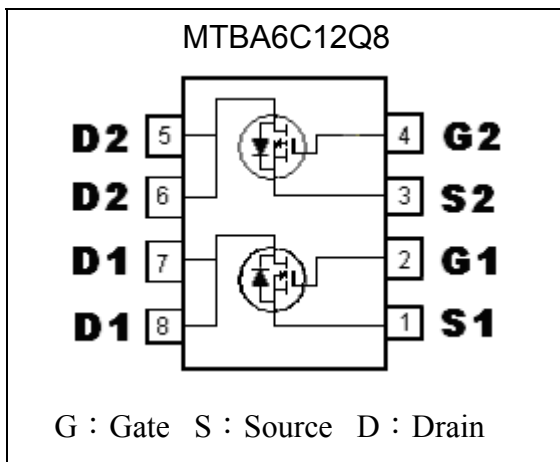 MTBA6C12Q8
D2 5 4 G2
D2 6 3 S2
D1 7 2 G1
D1 8 1 S1
G：Gate S：Source D：Drain